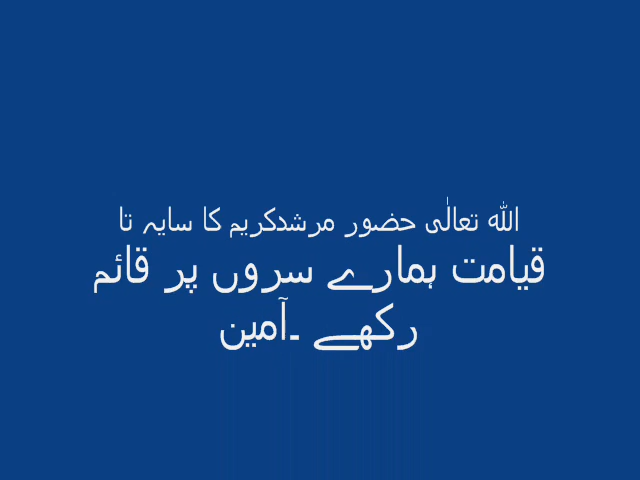 اللہ تعالٰی حضور مرشدکریم کا سایہ تا
قیامت ہمارے سروں پر قائم
رکھے ۔آمین